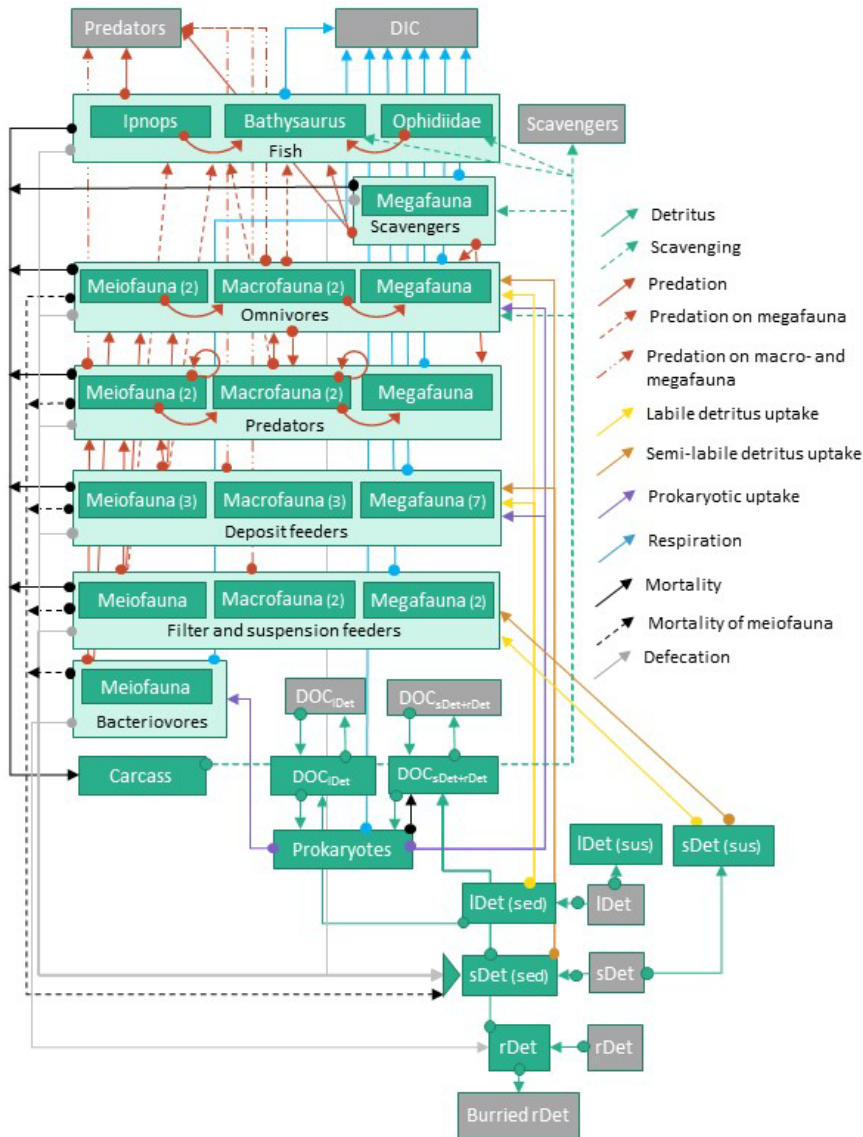 Predators
DIC
Ipnops
Bathysaurus
Ophidiidae
Fish
Scavengers
Megafauna
Scavengers
Meiofauna (2)
Macrofauna (2)
Megafauna
Omnivores
Meiofauna (2)
Macrofauna (2)
Megafauna
Predators
Meiofauna (3)
Macrofauna (3)
Megafauna (7)
Deposit feeders
Meiofauna
Macrofauna (2)
Megafauna (2)
Filter and suspension feeders
Meiofauna
Bacteriovores
DOClDet
DOCsDet+rDet
Carcass
DOClDet
DOCsDet+rDet
Prokaryotes
lDet (sus)
sDet (sus)
lDet (sed)
lDet
sDet (sed)
sDet
rDet
rDet
Burried rDet
Detritus
Scavenging
Predation
Predation on megafauna
Predation on macro- and
megafauna
Labile detritus uptake
Semi-labile detritus uptake
Prokaryotic uptake
Respiration
Mortality
Mortality of meiofauna
Defecation